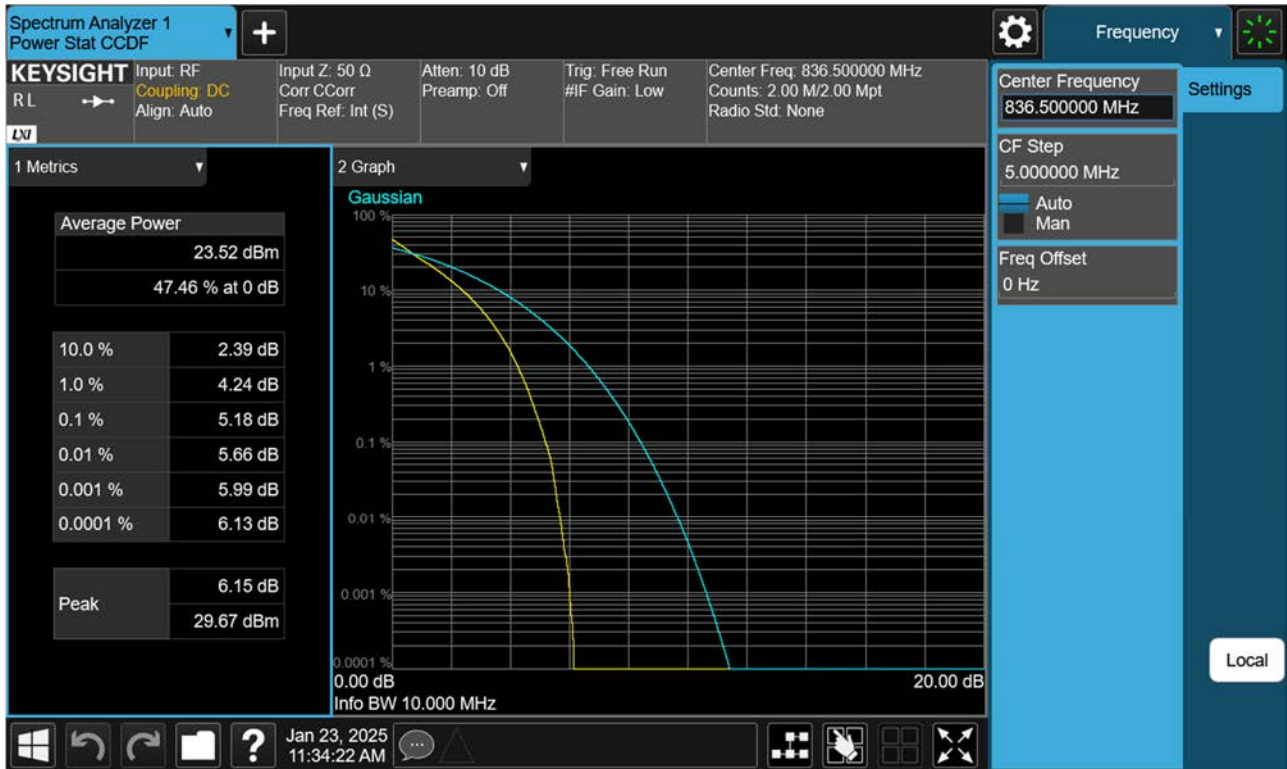 Spectrum Analyzer 1
Power Stat CCDF
+
Frequency
KEYSIGHT
RL
LXI
Input: RF
Coupling: DC
Align: Auto
Input Z: 50 Ω
Corr CCorr
Freq Ref: Int (S)
Atten: 10 dB
Preamp: Off
Trig: Free Run
#IF Gain: Low
Center Freq: 836.500000 MHz
Counts: 2.00 M/2.00 Mpt
Radio Std: None
1 Metrics
Average Power
23.52 dBm
47.46 % at 0 dB
10.0 % 2.39 dB
1.0 % 4.24 dB
0.1 % 5.18 dB
0.01 % 5.66 dB
0.001 % 5.99 dB
0.0001 % 6.13 dB
Peak 6.15 dB
29.67 dBm
2 Graph
Gaussian
100 %
10 %
1 %
0.1 %
0.01 %
0.001 %
0.0001 %
0.00 dB 20.00 dB
Info BW 10.000 MHz
Center Frequency
836.500000 MHz
CF Step
5.000000 MHz
Auto
Man
Freq Offset
0 Hz
Settings
Local
?
Jan 23, 2025
11:34:22 AM